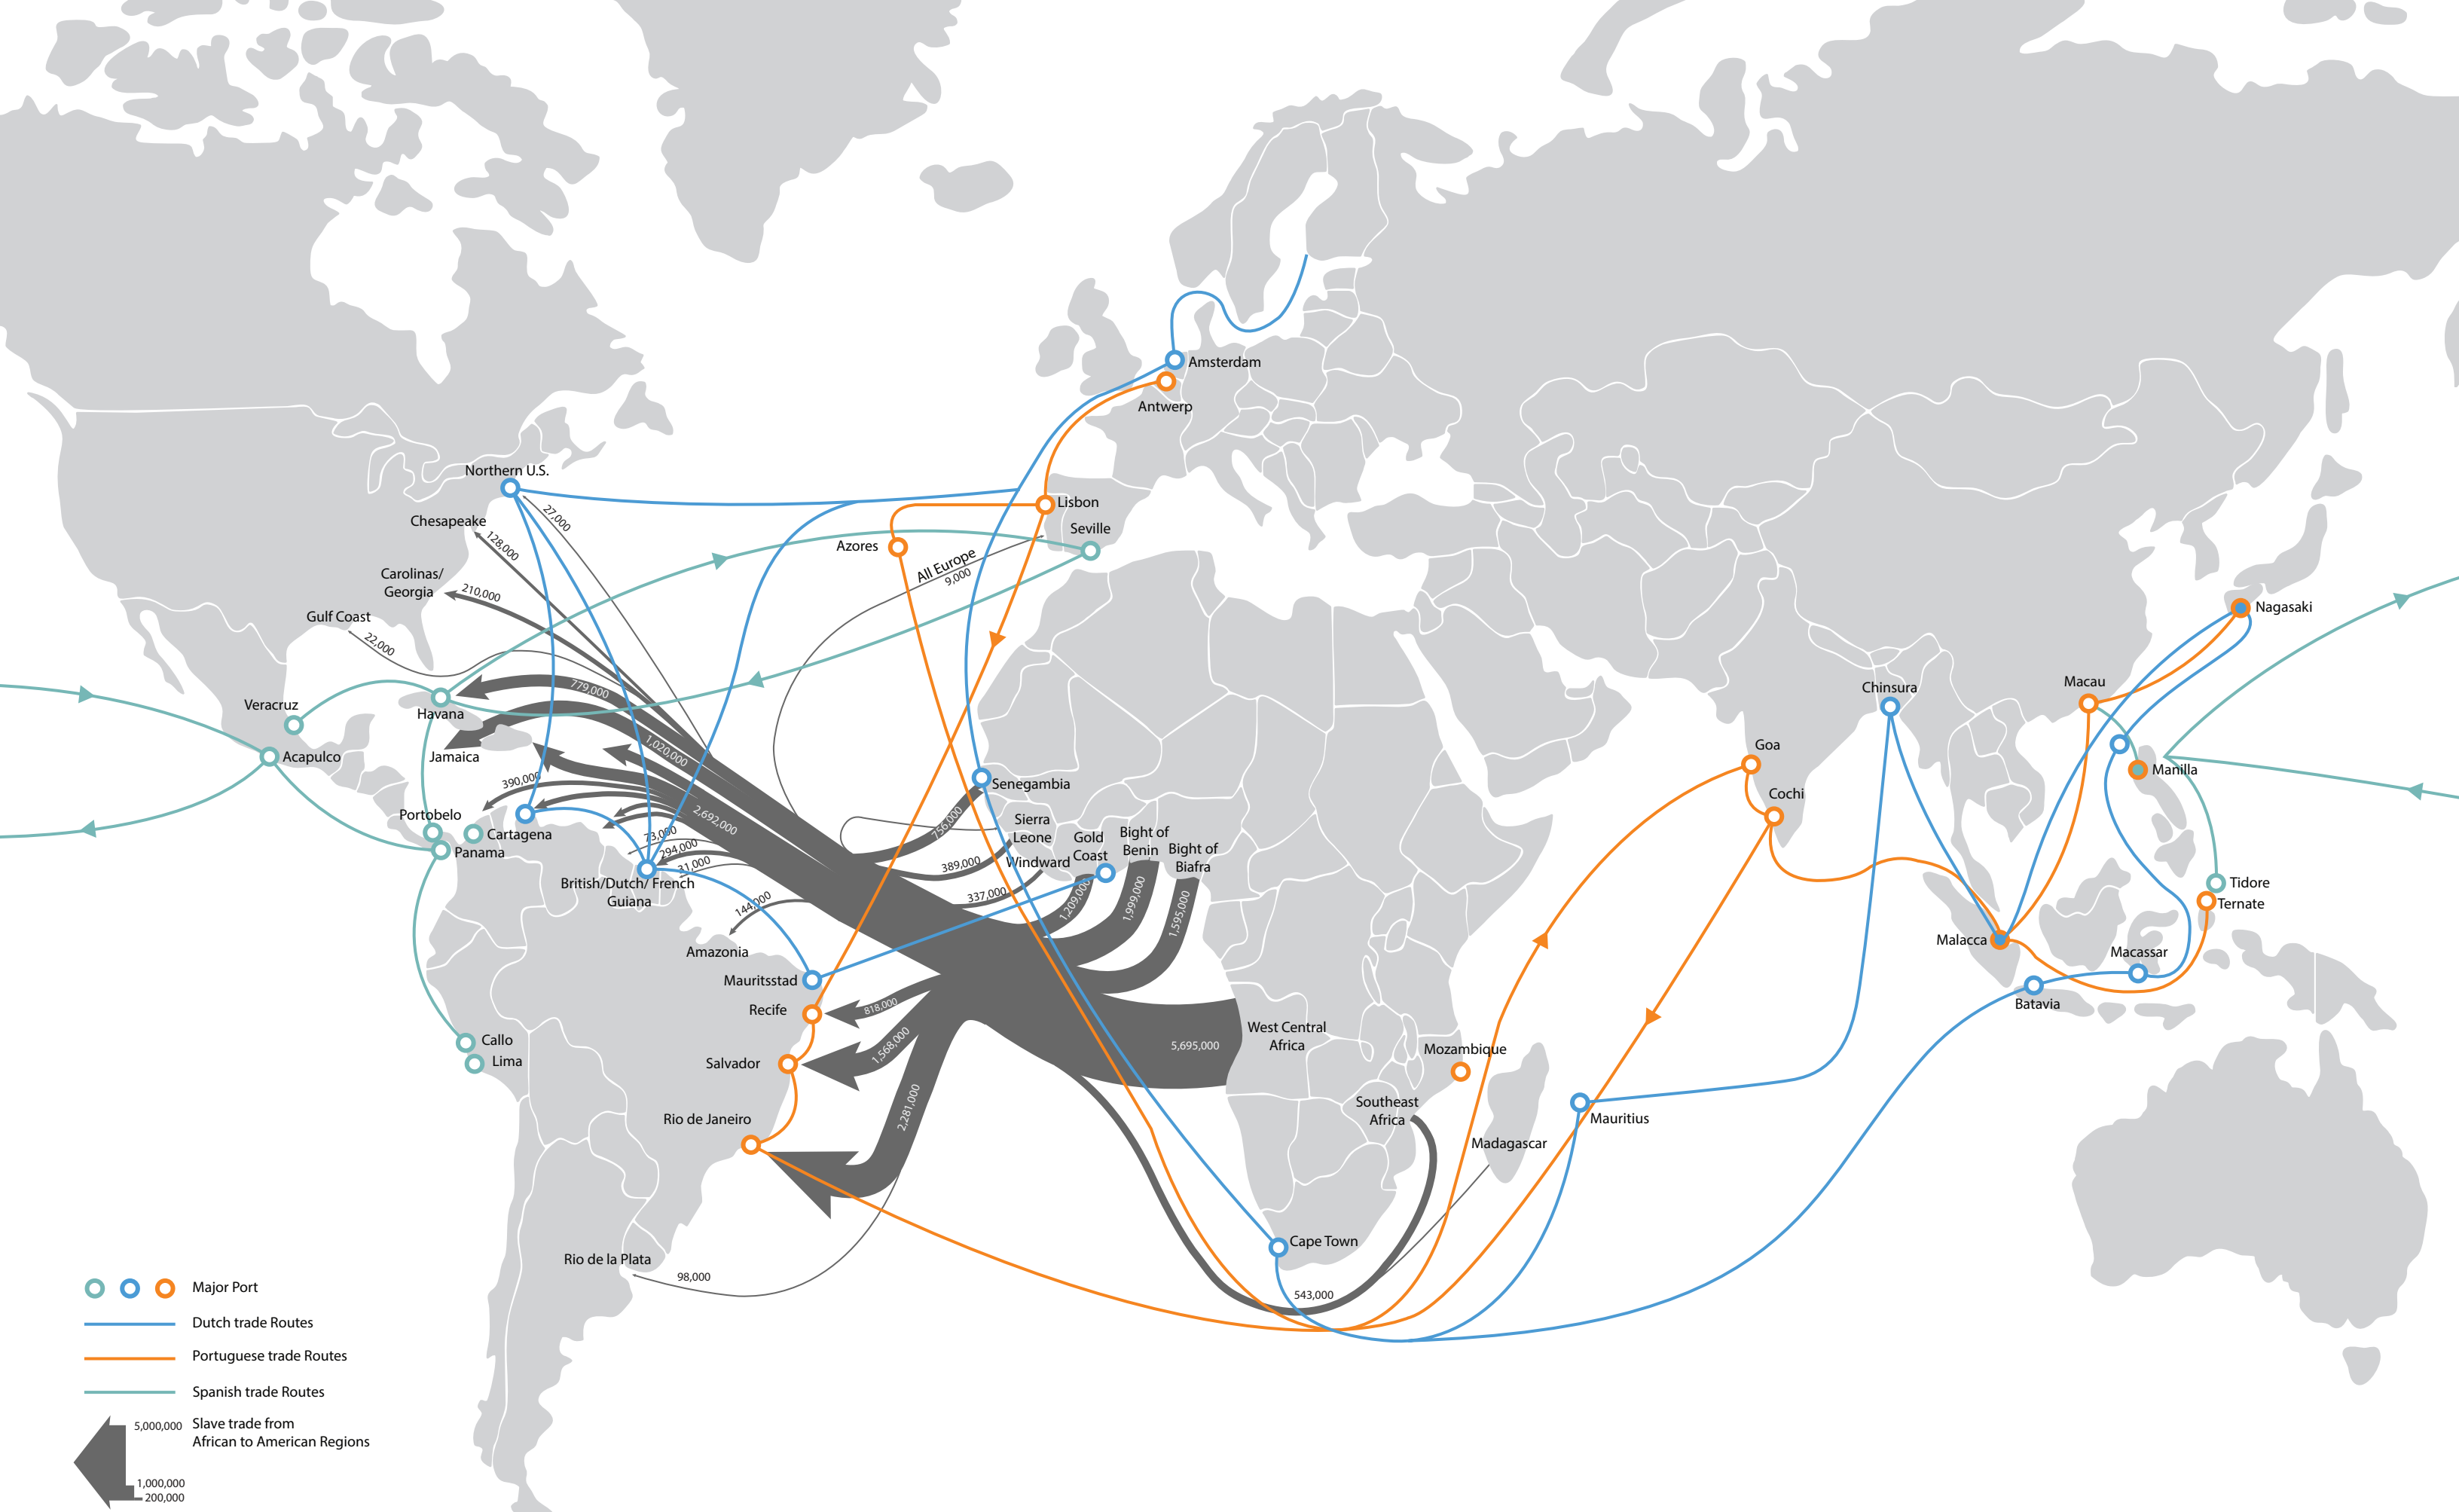 Amsterdam
Antwerp
Northern U.S.
Lisbon
27,000
Chesapeake
Seville
128,000
Azores
All Europe
9,000
Carolinas/
Georgia
210,000
Gulf Coast
22,000
Nagasaki
Macau
Chinsura
779,000
Veracruz
Havana
1,020,000
Jamaica
Acapulco
Goa
Manilla
390,000
Senegambia
Cochi
Portobelo
2,692,000
756,000
Sierra
Leone
Cartagena
73,000
Gold
Coast
Bight of
Benin
Bight of
Biafra
Panama
294,000
31,000
389,000
Windward
British/Dutch/ French
Guiana
337,000
1,209,000
1,999,000
1,595,000
144,000
Tidore
Ternate
Malacca
Amazonia
Macassar
Mauritsstad
Batavia
Recife
818,000
West Central
Africa
5,695,000
Callo
Lima
1,568,000
Salvador
Mozambique
2,281,000
Southeast
Africa
Rio de Janeiro
Mauritius
Madagascar
Cape Town
Rio de la Plata
98,000
543,000
Major Port
Dutch trade Routes
Portuguese trade Routes
Spanish trade Routes
5,000,000
Slave trade from
African to American Regions
1,000,000
200,000